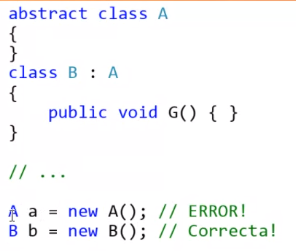 abstract class A
{
}
class B : A
{
    public void G() { }
}
// ...
A a = new A(); // ERROR!
B b = new B(); // Correcta!